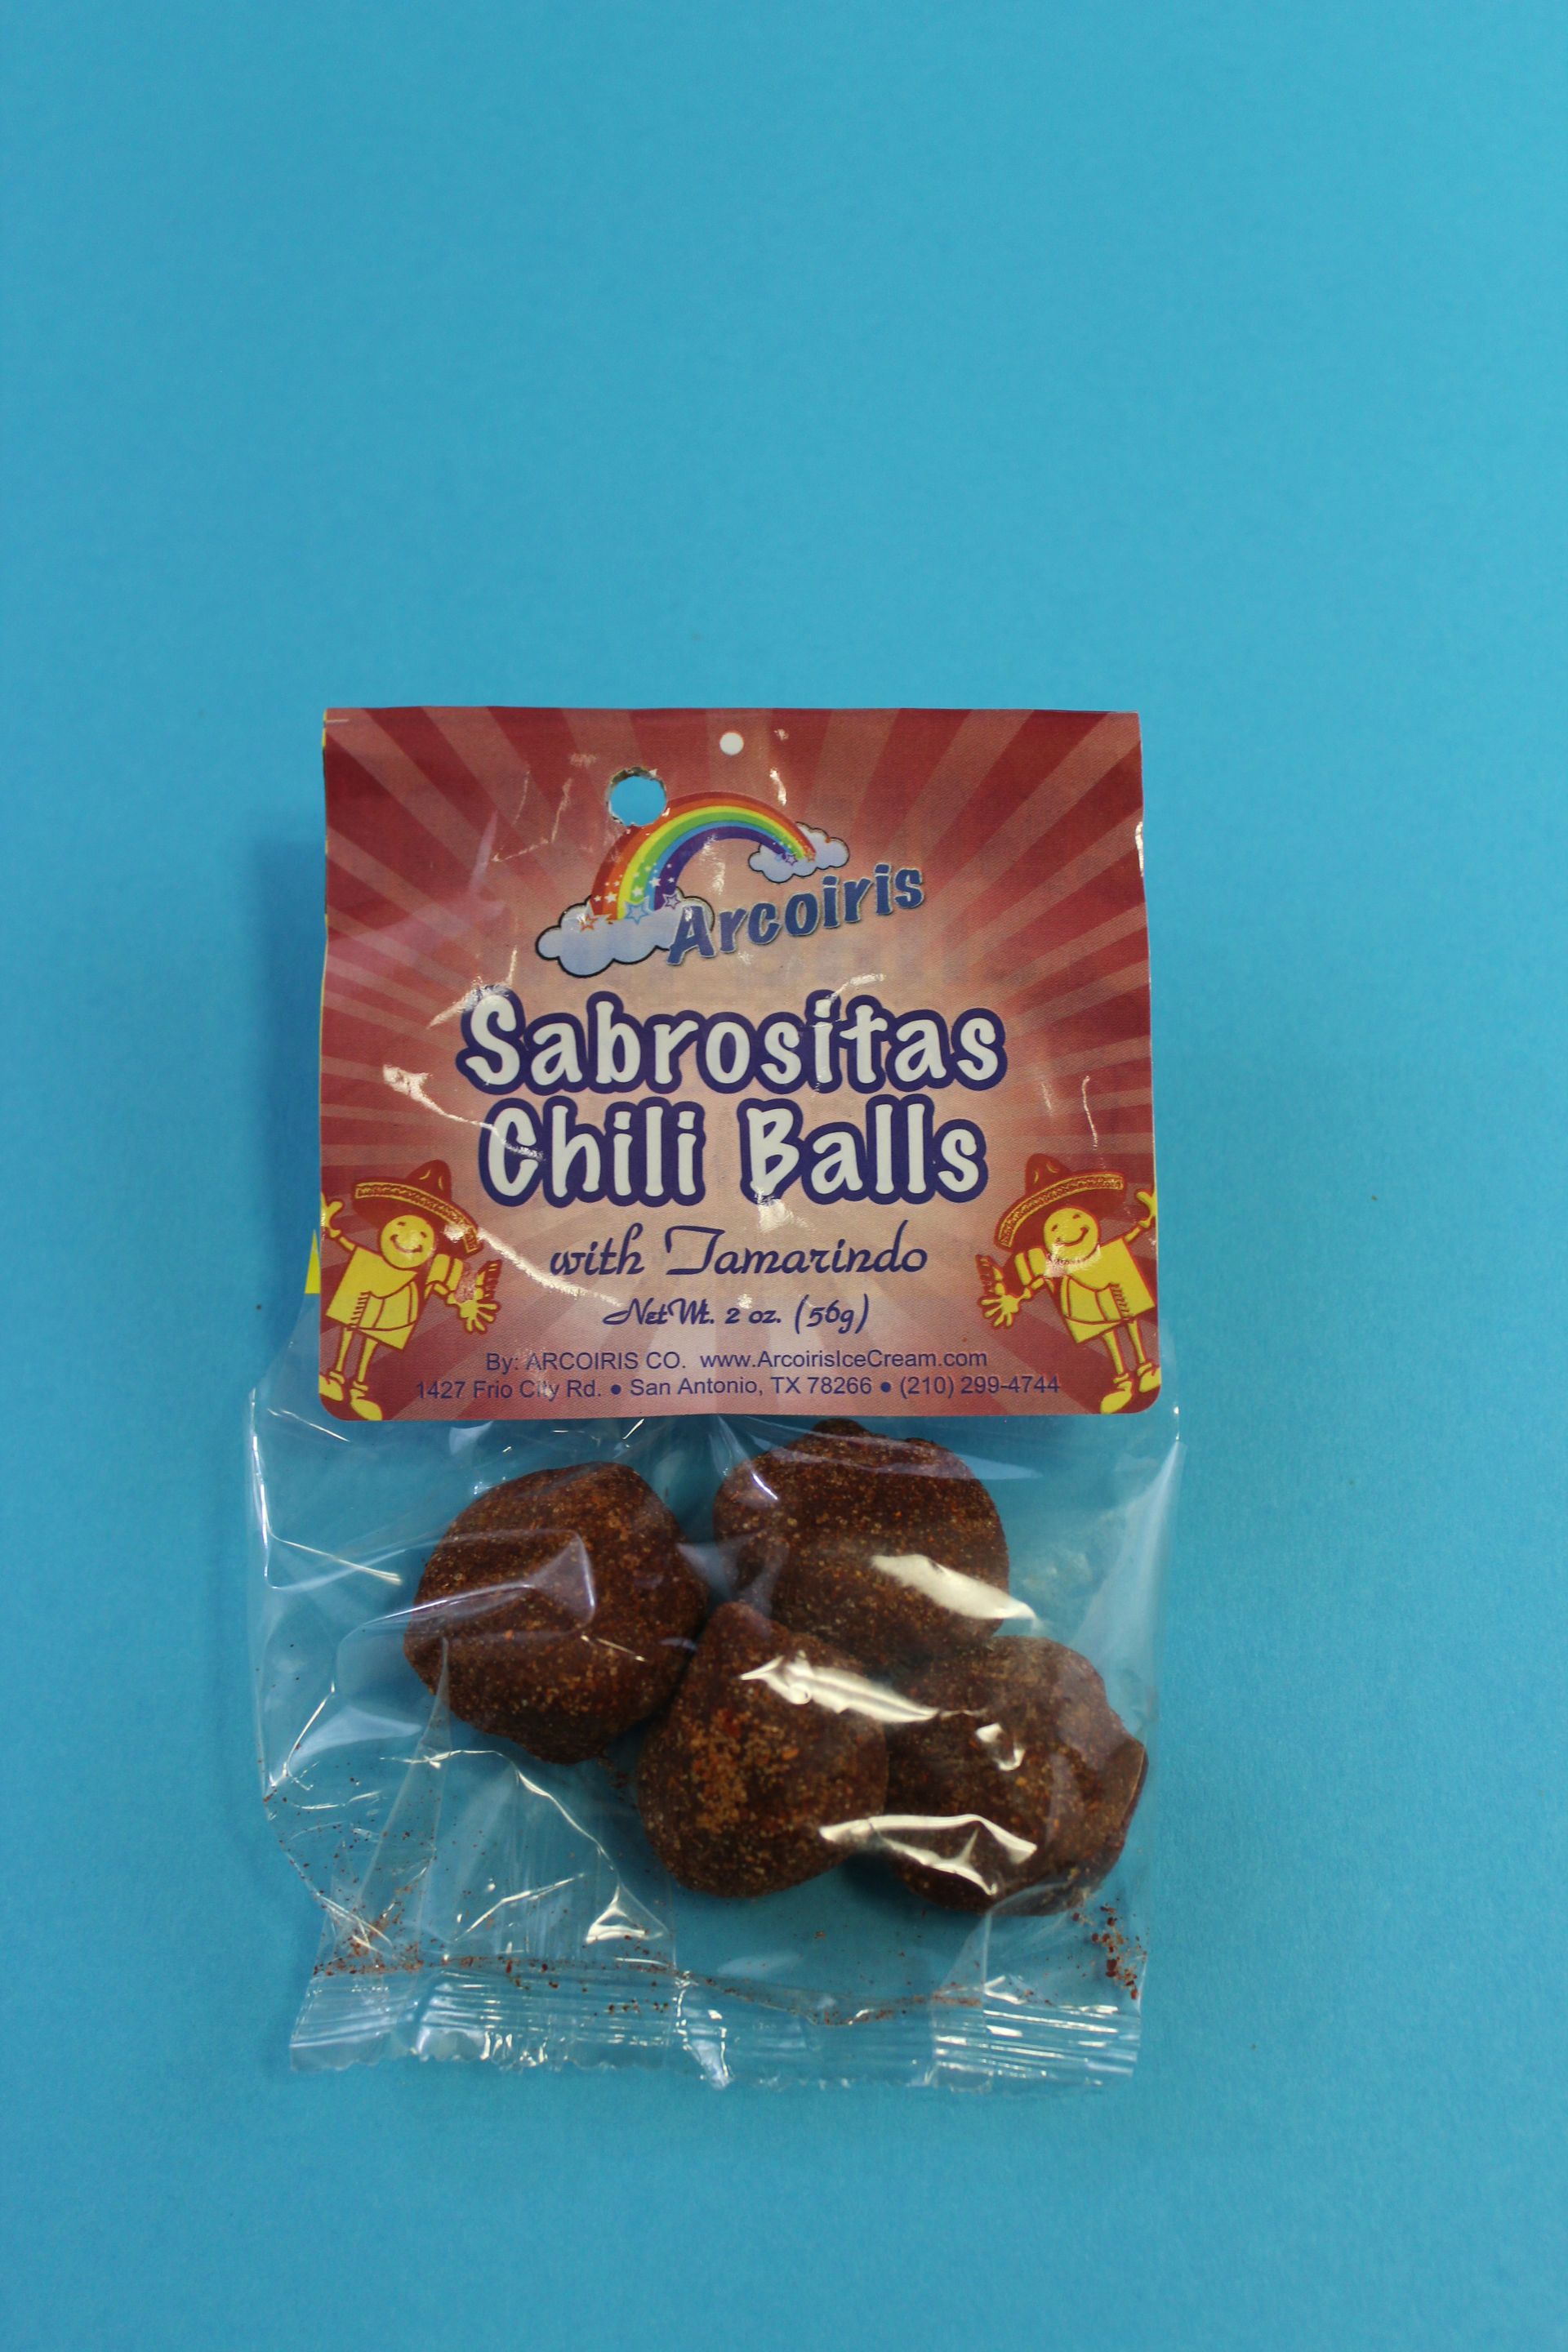 Arcoiris
Sabrositas
Chili Balls
with Tamarindo
Net Wt. 2 oz. (56g)
By: ARCOIRIS CO. www.ArcoirisIceCream.com
1427 Frio City Rd. • San Antonio, TX 78266 • (210) 299-4744